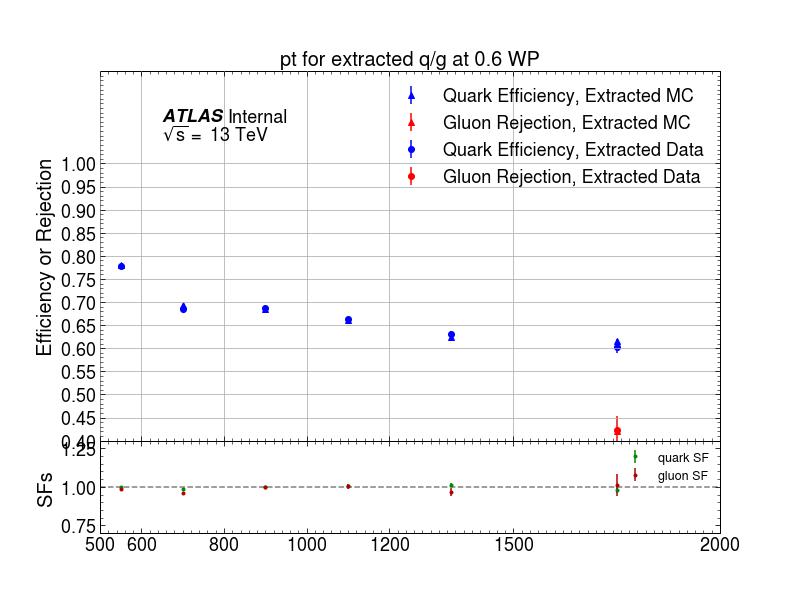 pt for extracted q/g at 0.6 WP
ATLAS Internal
√s = 13 TeV
Quark Efficiency, Extracted MC
Gluon Rejection, Extracted MC
Quark Efficiency, Extracted Data
Gluon Rejection, Extracted Data
Efficiency or Rejection
1.00
0.95
0.90
0.85
0.80
0.75
0.70
0.65
0.60
0.55
0.50
0.45
0.40
SFs
1.25
1.00
0.75
quark SF
gluon SF
500 600 800 1000 1200 1500 2000